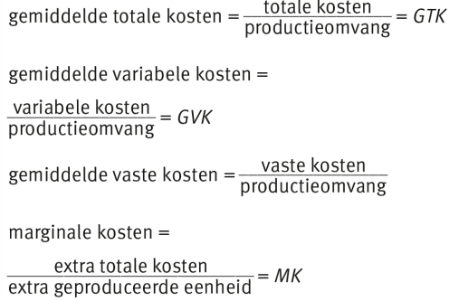 gemiddelde totale kosten = totale kosten / productieomvang = GTK
gemiddelde variabele kosten =
variabele kosten / productieomvang = GVK
gemiddelde vaste kosten = vaste kosten / productieomvang
marginale kosten =
extra totale kosten / extra geproduceerde eenheid = MK